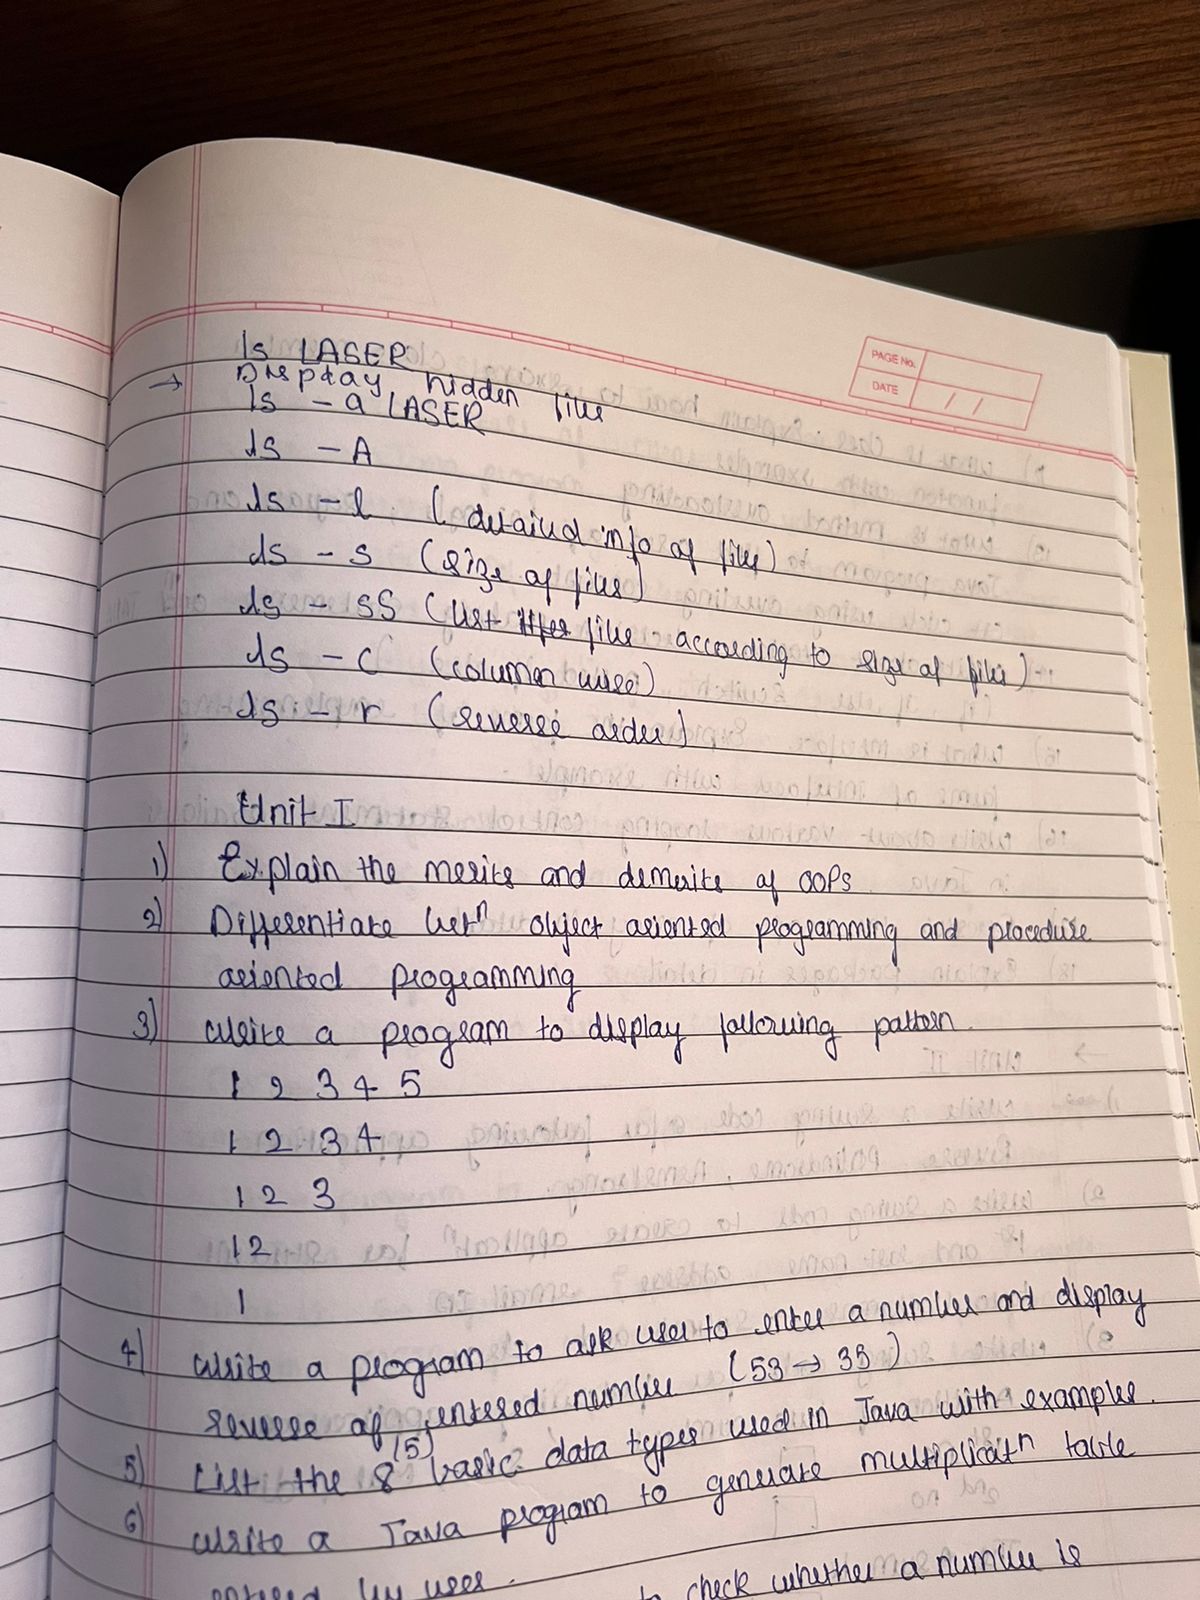 PAGE No.
DATE / /
ls LASER
→ Display hidden files
ls -a LASER
ls -A
ls -l (detailed info of files)
ls -s (size of files)
ls -sS (list files according to size of files)
ls -C (column wise)
ls -r (reverse order)
Unit I
1) Explain the merits and demerits of OOPs.
2) Differentiate betⁿ object oriented programming and procedure
oriented programming
3) Write a program to display following pattern.
1 2 3 4 5
1 2 3 4
1 2 3
1 2
1
4) Write a program to ask user to enter a number and display
reverse of entered number (53 → 35)
5) List the 8 (5) basic data types used in Java with examples.
6) Write a Java program to generate multiplicatⁿ table
entered by user.
to check whether a number is